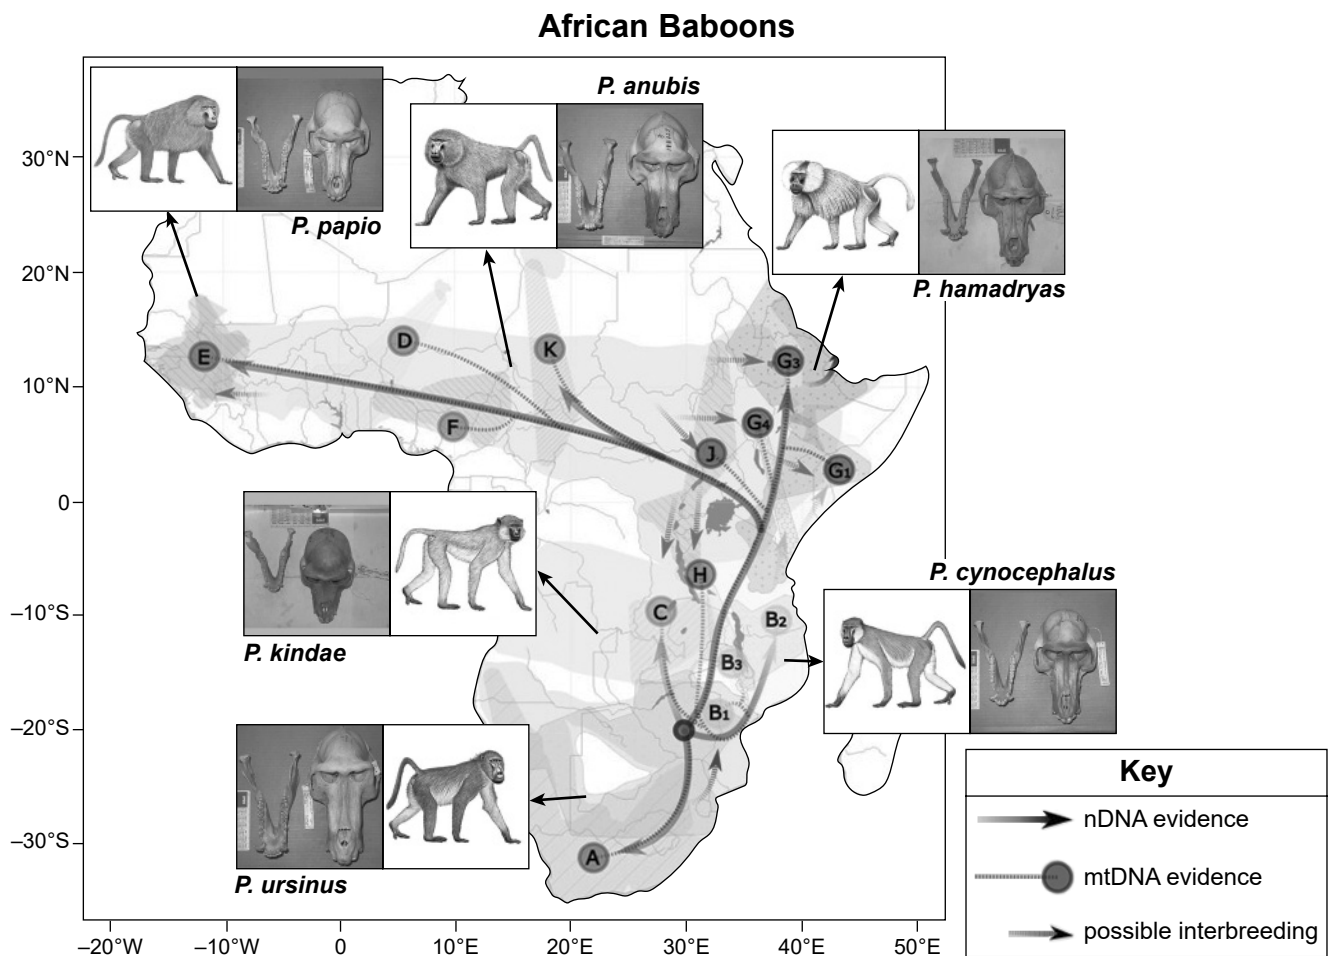 African Baboons
P. papio
P. anubis
P. hamadryas
P. kindae
P. cynocephalus
P. ursinus
E
D
K
F
J
G3
G4
G1
H
C
B2
B3
B1
A
30°N
20°N
10°N
0
–10°S
–20°S
–30°S
–20°W
–10°W
0
10°E
20°E
30°E
40°E
50°E
Key
nDNA evidence
mtDNA evidence
possible interbreeding